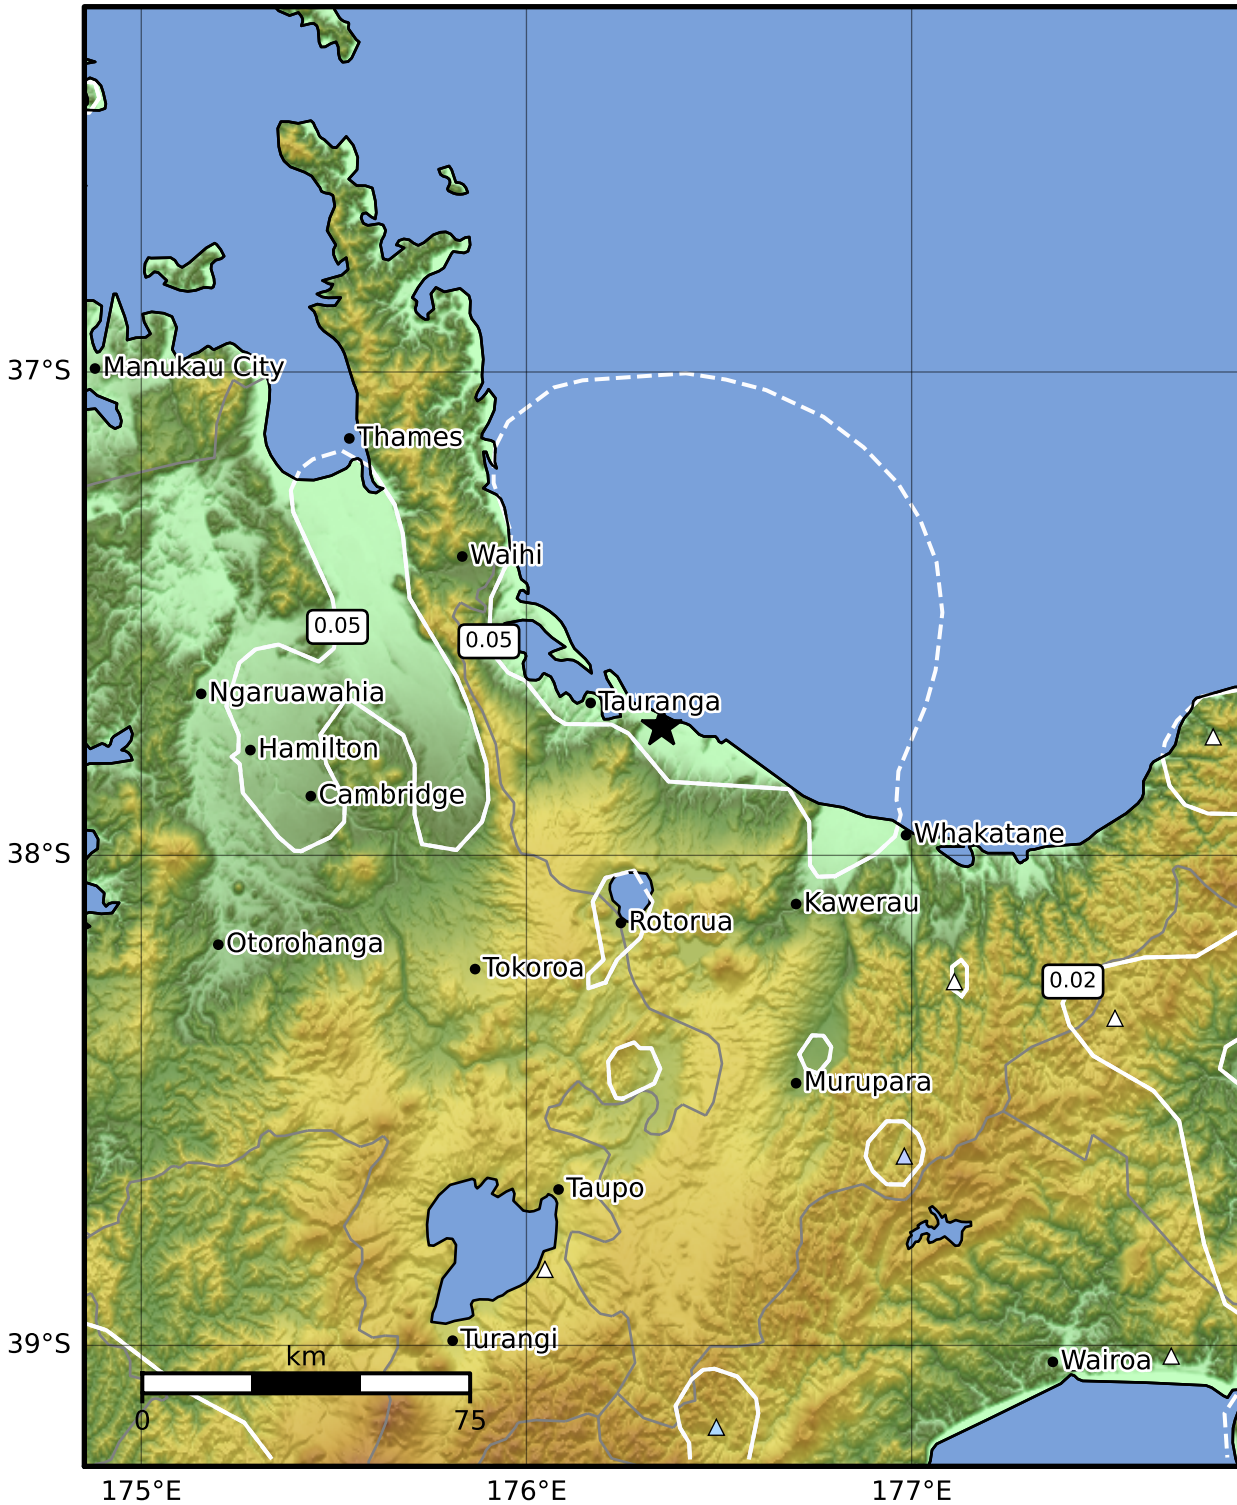 37°S
Manukau City
Thames
Waihi
0.05
0.05
Ngaruawahia
Tauranga
Hamilton
Cambridge
Whakatane
38°S
Kawerau
Rotorua
Otorohanga
Tokoroa
0.02
Murupara
Taupo
39°S
Turangi
km
Wairoa
0
75
175°E
176°E
177°E